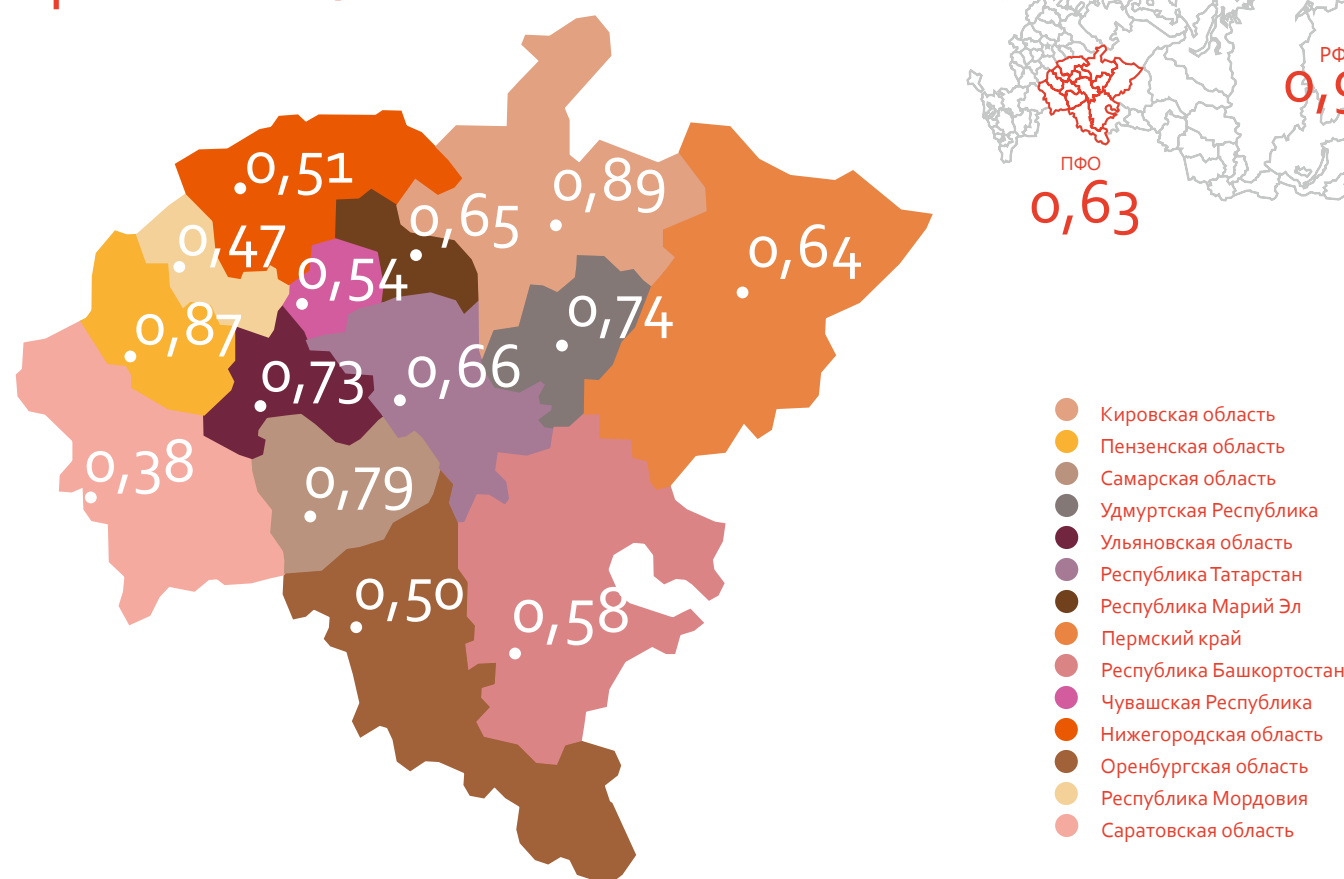 0,51
0,89
0,65
0,47
0,54
0,64
0,87
0,74
0,73
0,66
0,38
0,79
0,50
0,58
ПФО
0,63
Кировская область
Пензенская область
Самарская область
Удмуртская Республика
Ульяновская область
Республика Татарстан
Республика Марий Эл
Пермский край
Республика Башкортостан
Чувашская Республика
Нижегородская область
Оренбургская область
Республика Мордовия
Саратовская область